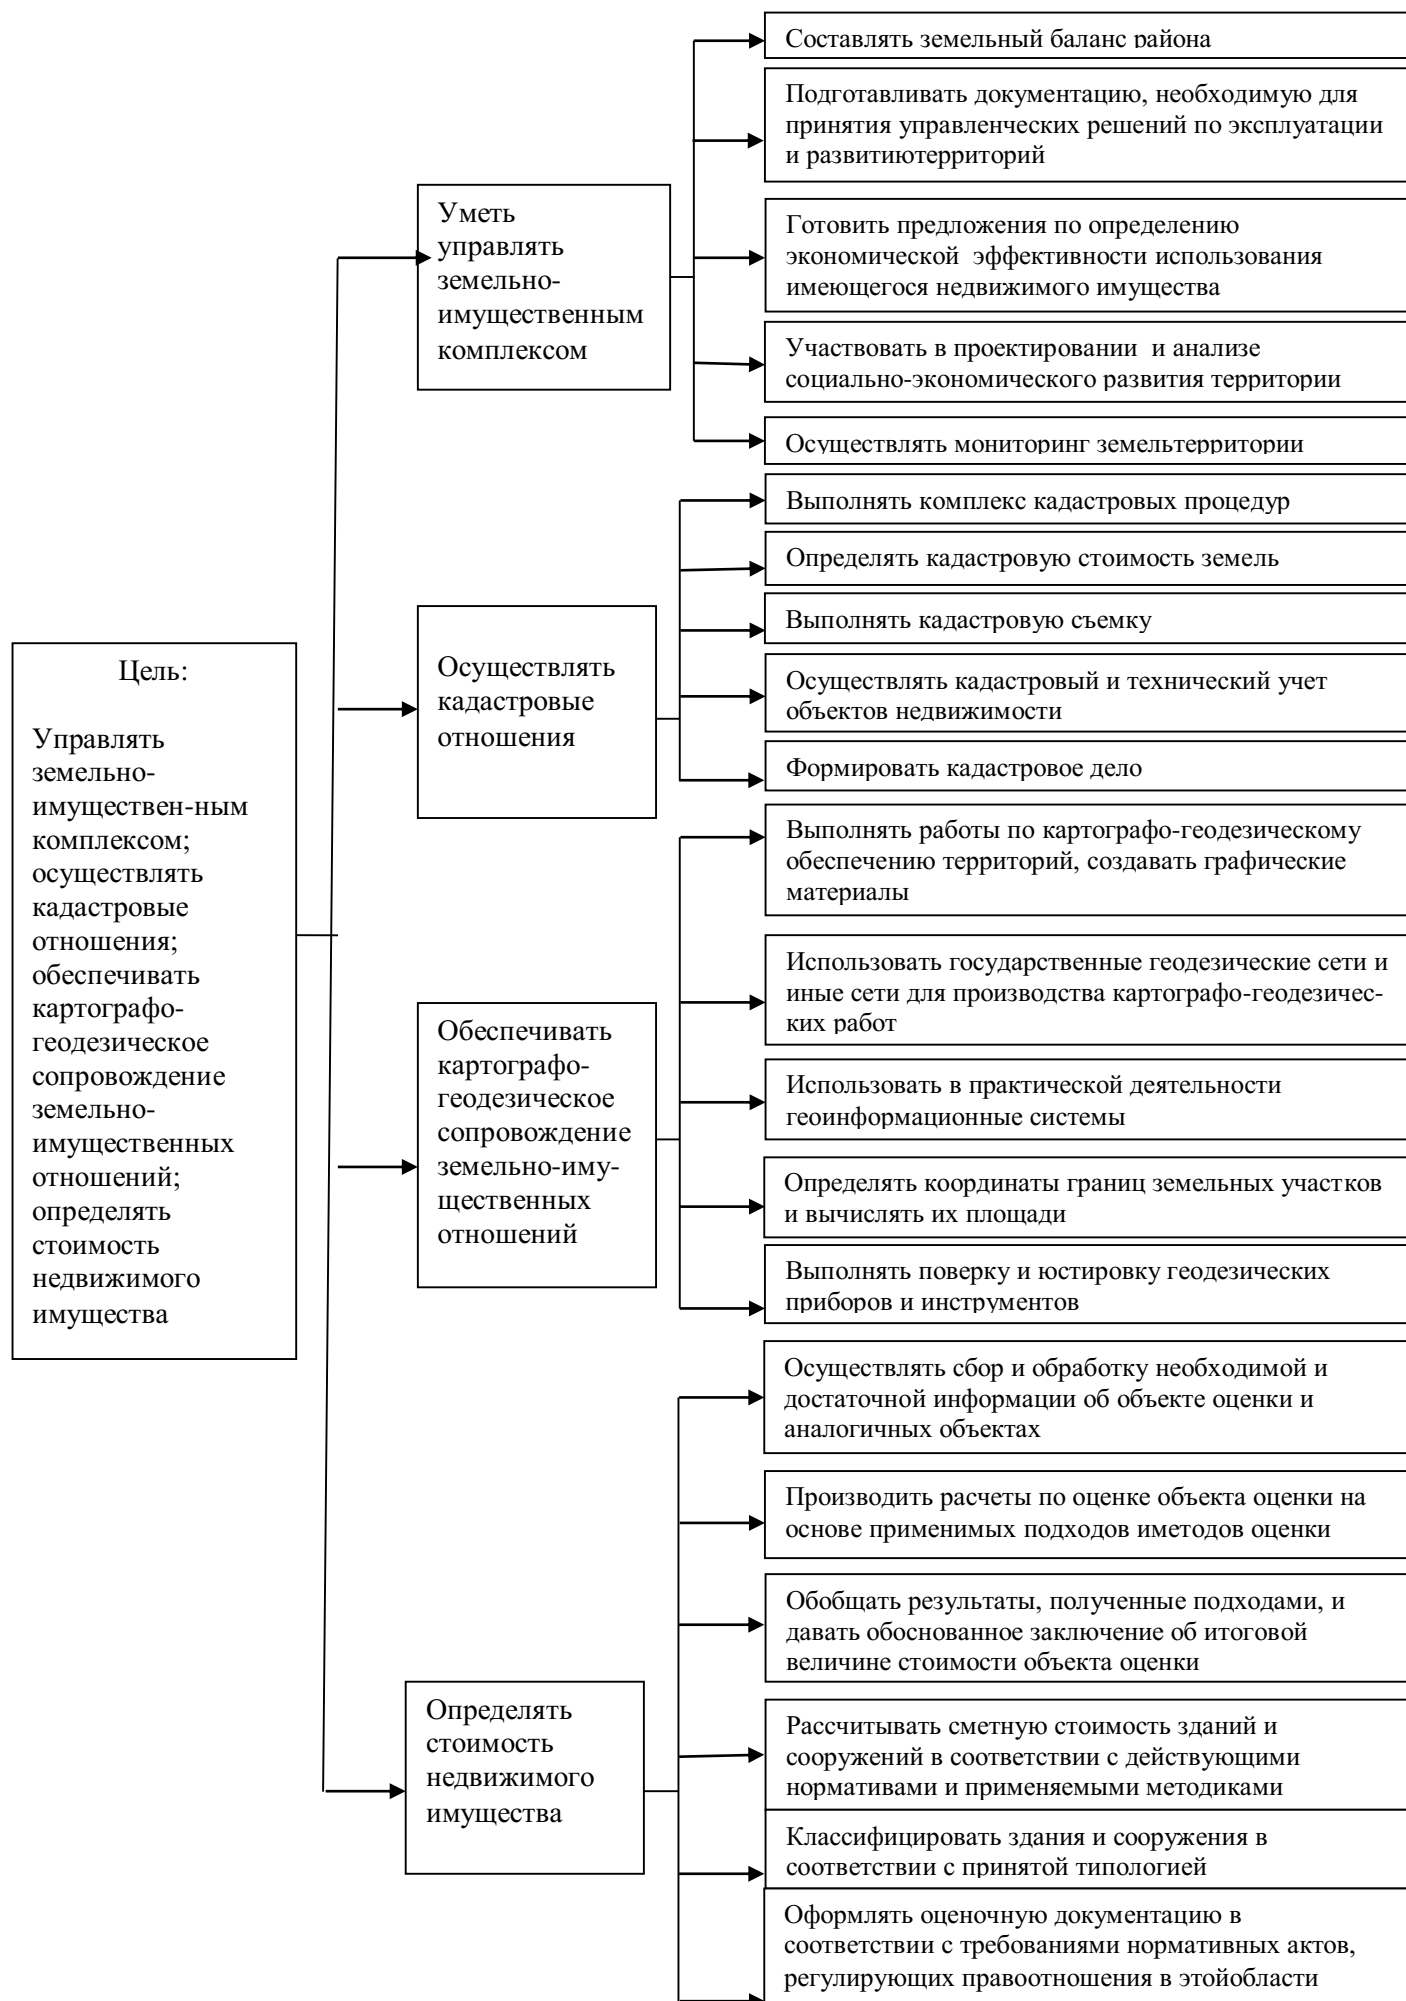 Цель:
Управлять
земельно-
имуществен-ным
комплексом;
осуществлять
кадастровые
отношения;
обеспечивать
картографо-
геодезическое
сопровождение
земельно-
имущественных
отношений;
определять
стоимость
недвижимого
имущества
Уметь
управлять
земельно-
имущественным
комплексом
Составлять земельный баланс района
Подготавливать документацию, необходимую для
принятия управленческих решений по эксплуатации
и развитиютерриторий
Готовить предложения по определению
экономической эффективности использования
имеющегося недвижимого имущества
Участвовать в проектировании и анализе
социально-экономического развития территории
Осуществлять мониторинг земельтерритории
Осуществлять
кадастровые
отношения
Выполнять комплекс кадастровых процедур
Определять кадастровую стоимость земель
Выполнять кадастровую съемку
Осуществлять кадастровый и технический учет
объектов недвижимости
Формировать кадастровое дело
Обеспечивать
картографо-
геодезическое
сопровождение
земельно-иму-
щественных
отношений
Выполнять работы по картографо-геодезическому
обеспечению территорий, создавать графические
материалы
Использовать государственные геодезические сети и
иные сети для производства картографо-геодезичес-
ких работ
Использовать в практической деятельности
геоинформационные системы
Определять координаты границ земельных участков
и вычислять их площади
Выполнять поверку и юстировку геодезических
приборов и инструментов
Определять
стоимость
недвижимого
имущества
Осуществлять сбор и обработку необходимой и
достаточной информации об объекте оценки и
аналогичных объектах
Производить расчеты по оценке объекта оценки на
основе применимых подходов иметодов оценки
Обобщать результаты, полученные подходами, и
давать обоснованное заключение об итоговой
величине стоимости объекта оценки
Рассчитывать сметную стоимость зданий и
сооружений в соответствии с действующими
нормативами и применяемыми методиками
Классифицировать здания и сооружения в
соответствии с принятой типологией
Оформлять оценочную документацию в
соответствии с требованиями нормативных актов,
регулирующих правоотношения в этойобласти